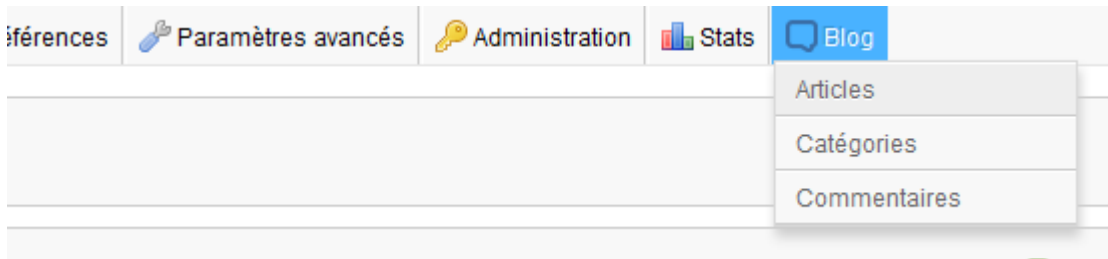 éférences Paramètres avancés Administration Stats Blog
Articles
Catégories
Commentaires